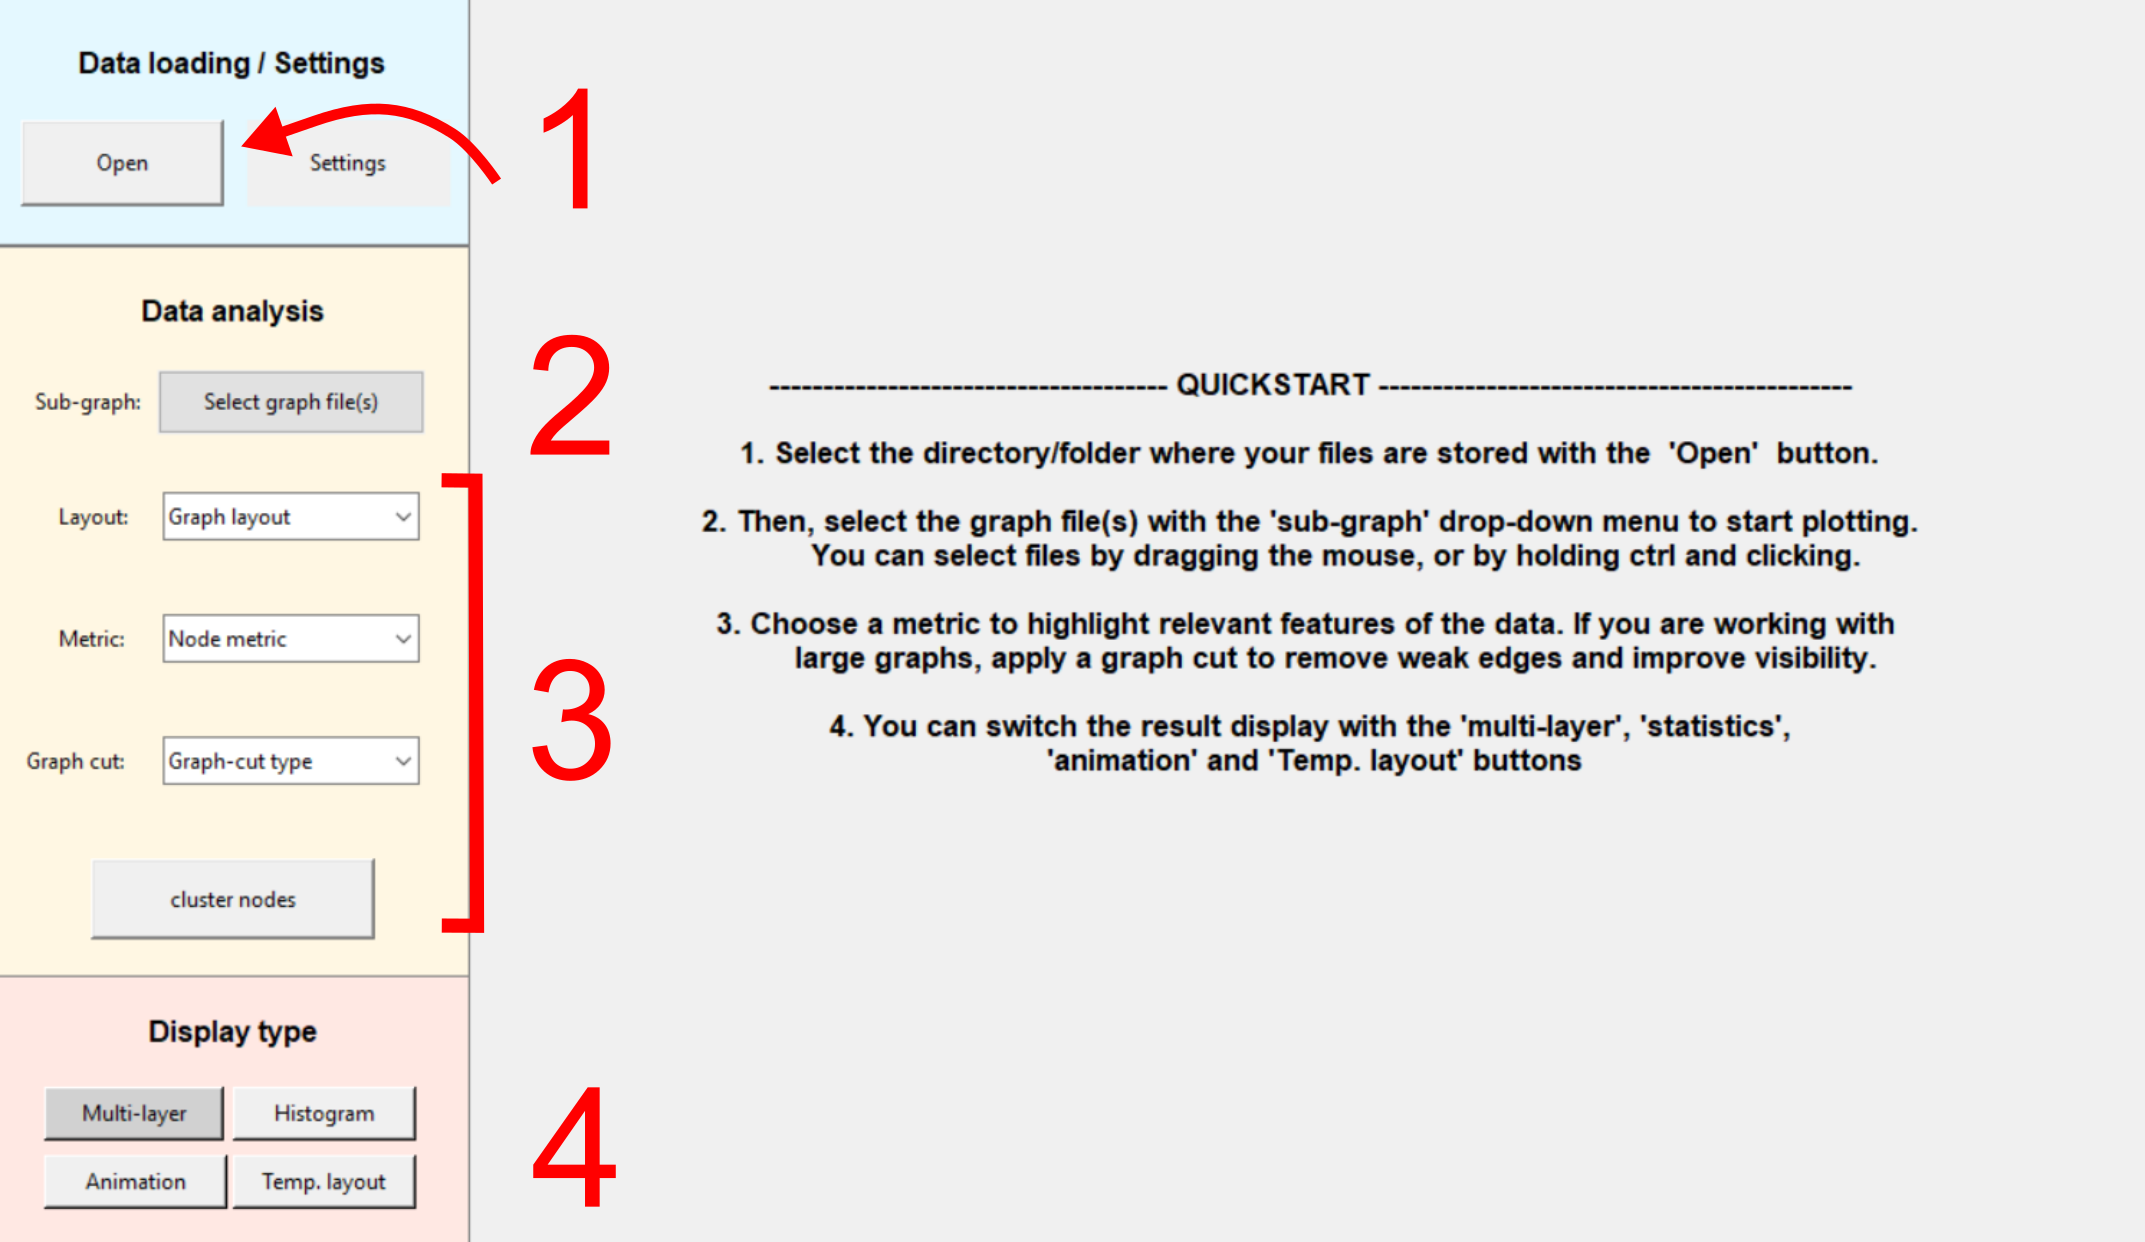 Data loading / Settings
Open
Settings
1
Data analysis
Sub-graph:
Select graph file(s)
2
Layout:
Graph layout
Metric:
Node metric
3
Graph cut:
Graph-cut type
cluster nodes
Display type
Multi-layer
Histogram
Animation
Temp. layout
4
------------------------------------- QUICKSTART --------------------------------------------
1. Select the directory/folder where your files are stored with the  'Open'  button.
2. Then, select the graph file(s) with the 'sub-graph' drop-down menu to start plotting.
You can select files by dragging the mouse, or by holding ctrl and clicking.
3. Choose a metric to highlight relevant features of the data. If you are working with
large graphs, apply a graph cut to remove weak edges and improve visibility.
4. You can switch the result display with the 'multi-layer', 'statistics',
'animation' and 'Temp. layout' buttons